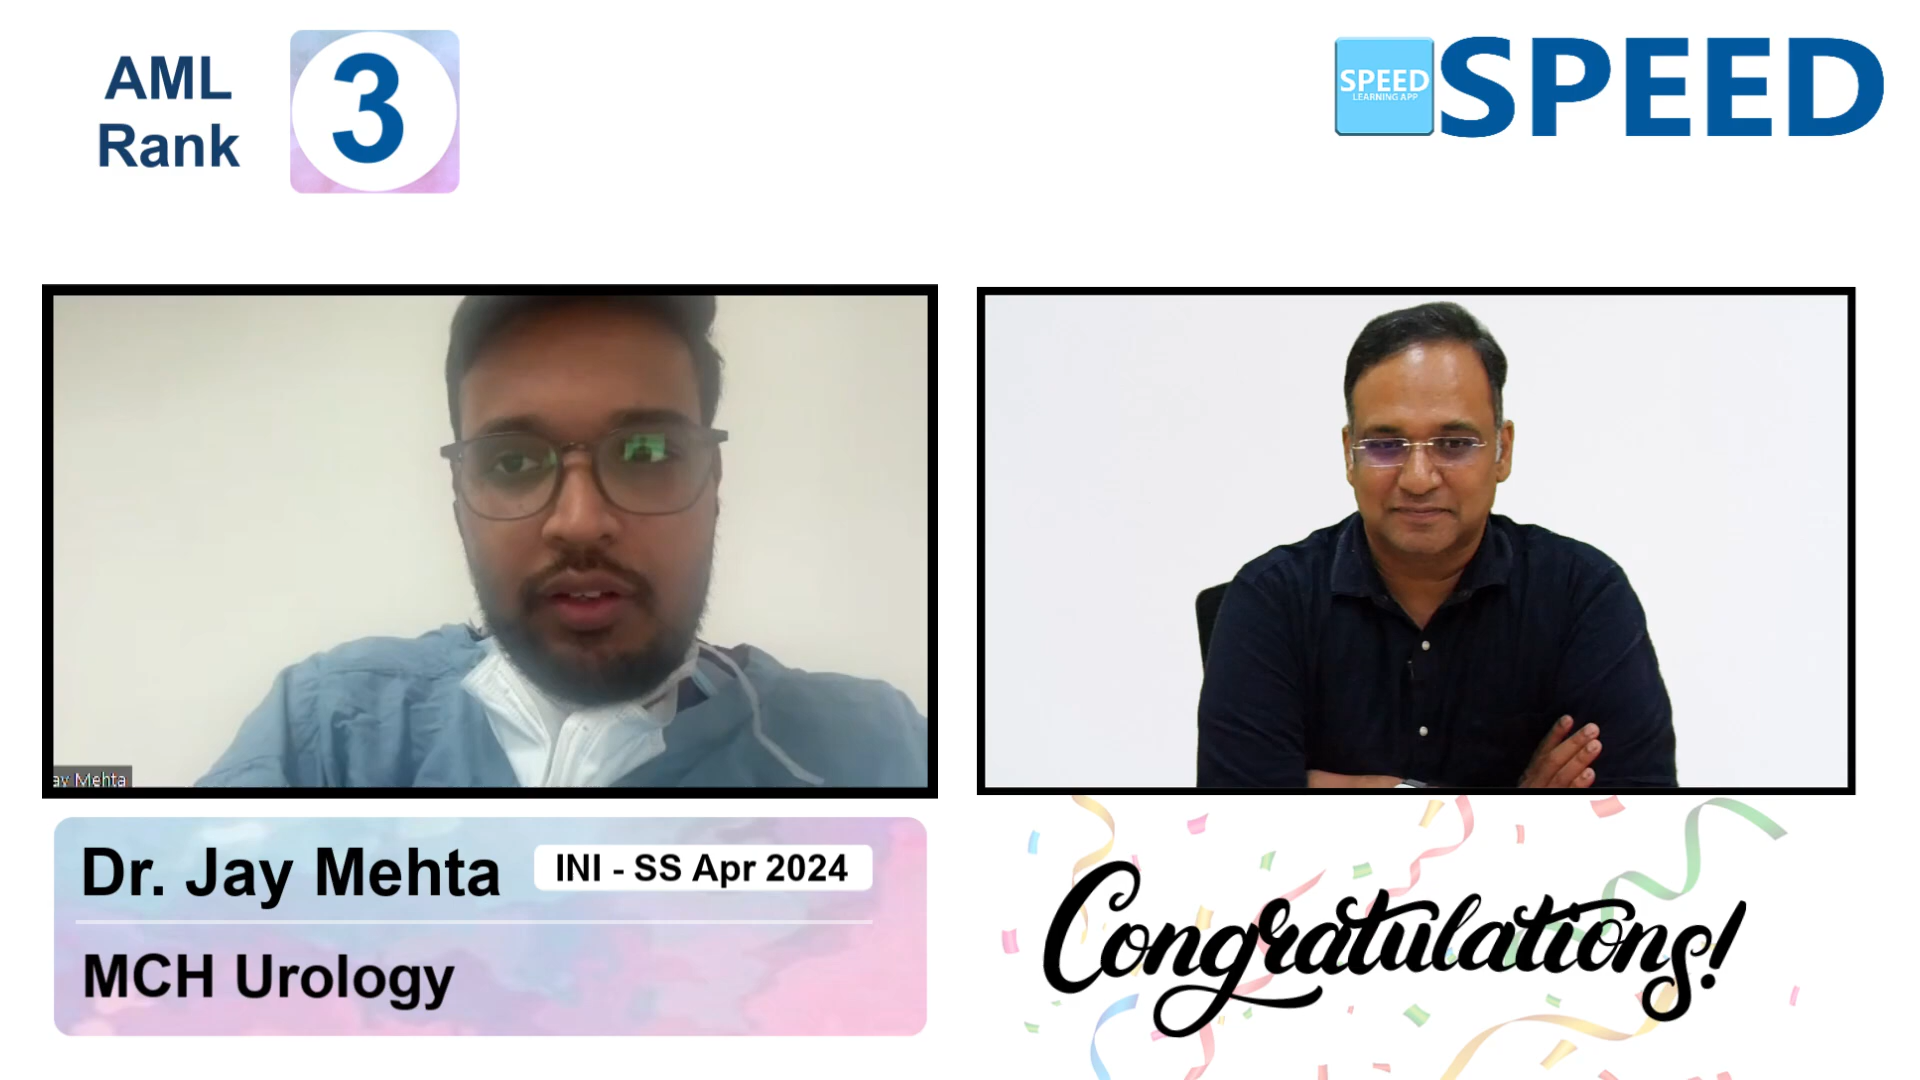 AML
Rank
3
SPEED
LEARNING APP
SPEED
ay Mehta
Dr. Jay Mehta
INI - SS Apr 2024
MCH Urology
Congratulations!